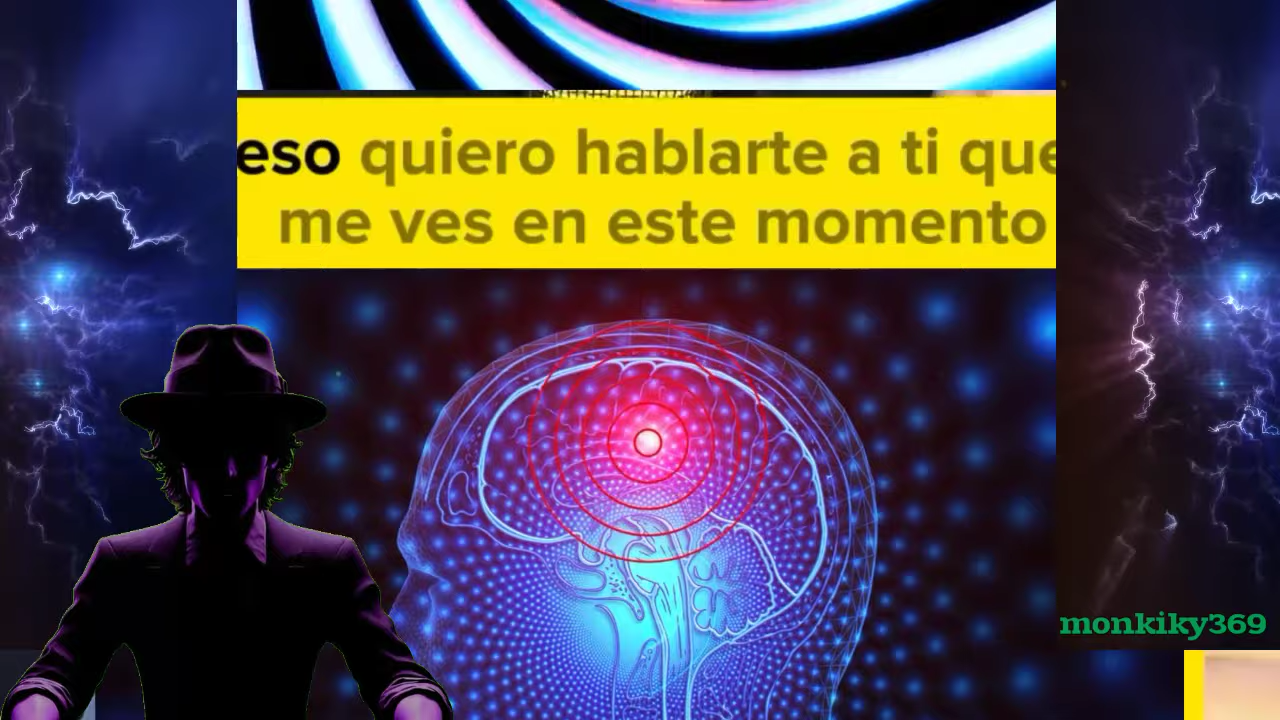 eso quiero hablarte a ti que
me ves en este momento
monkiky369